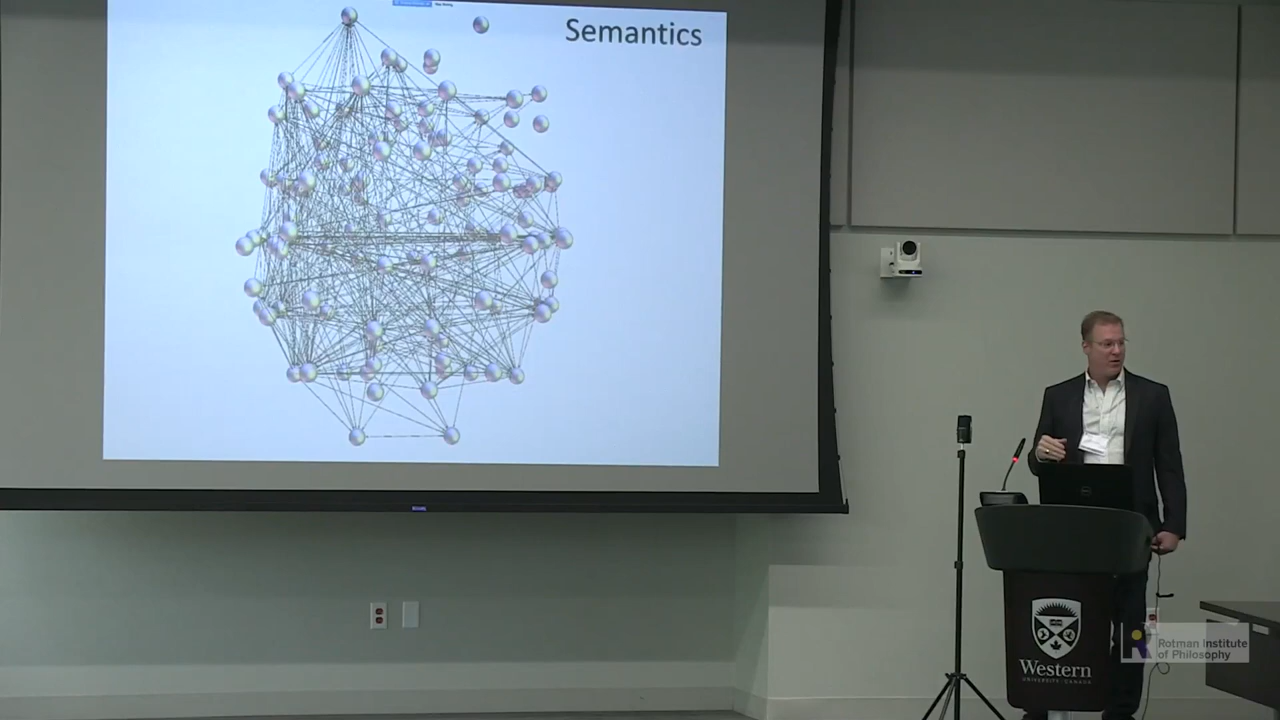 Semantics
Western
UNIVERSITY·CANADA
Rotman Institute
of Philosophy